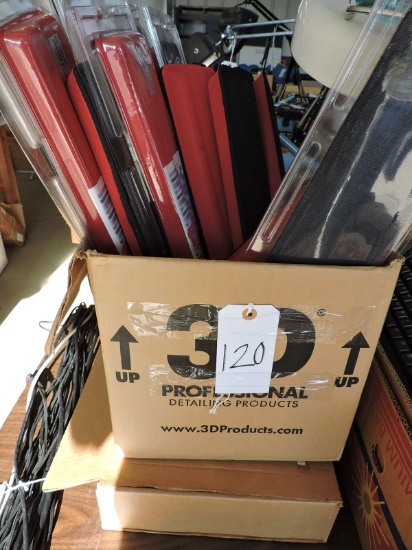 3D
120
UP
UP
PROFESSIONAL
DETAILING PRODUCTS
www.3DProducts.com